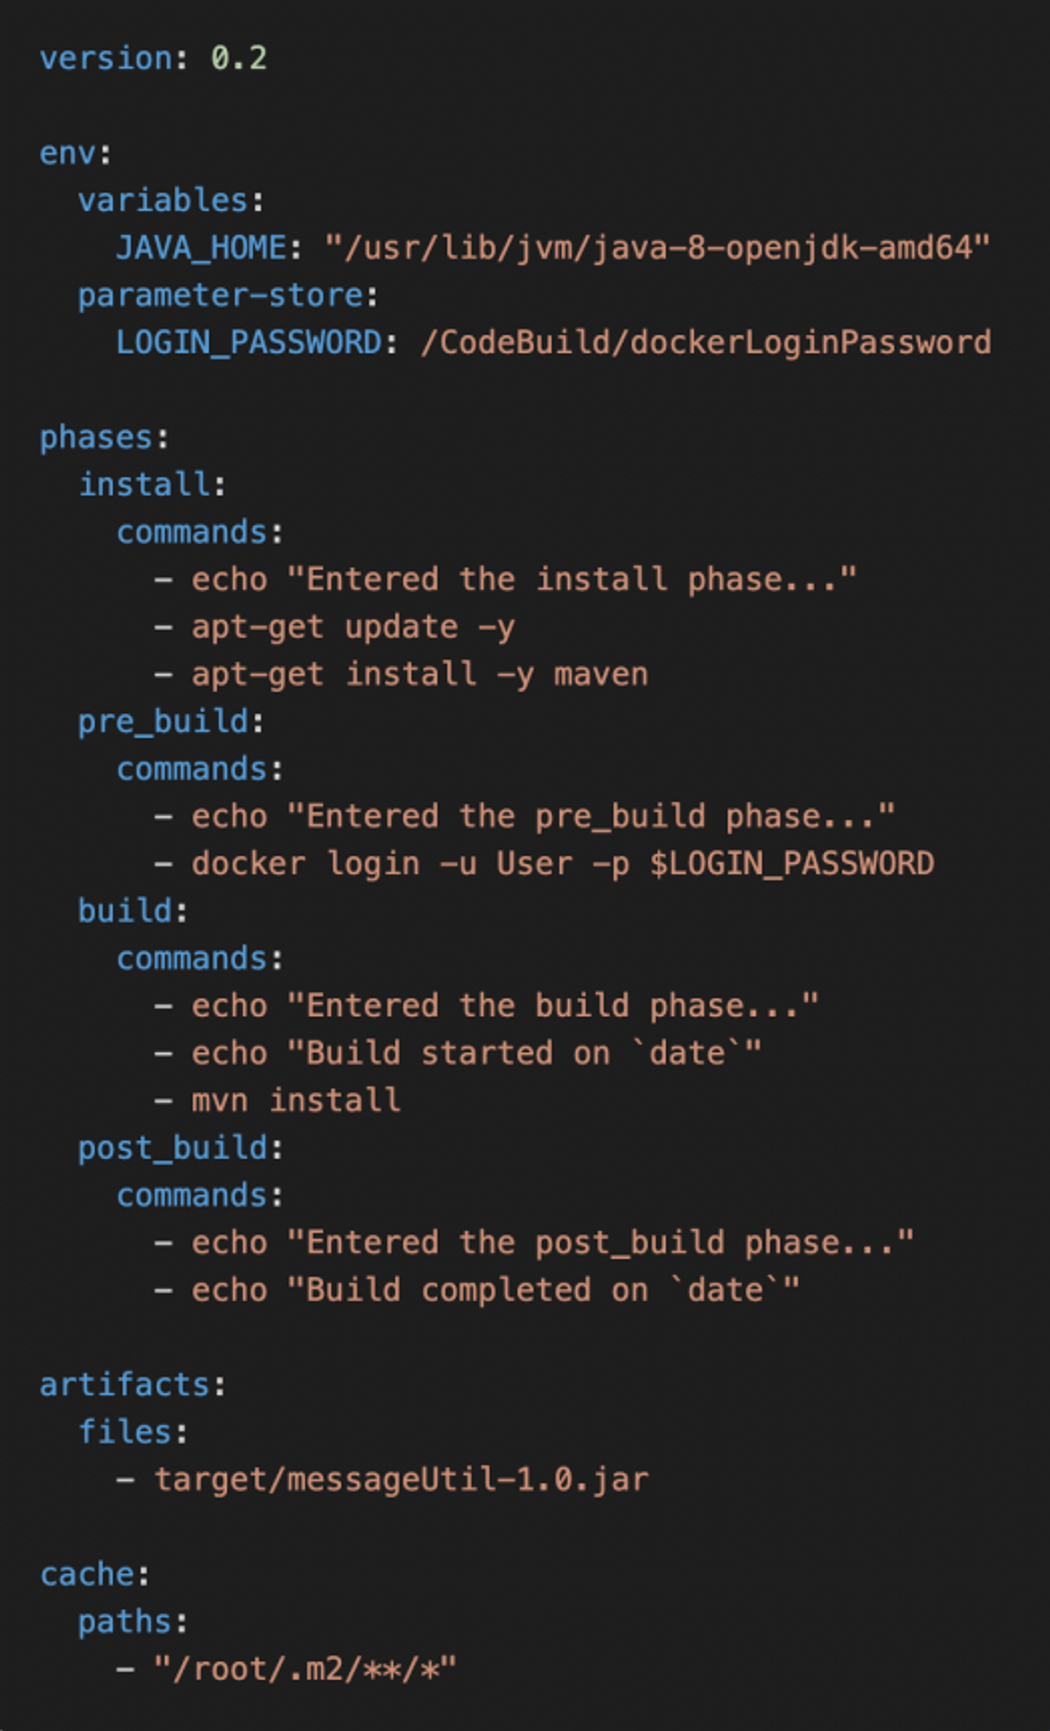 version: 0.2

env:
  variables:
    JAVA_HOME: "/usr/lib/jvm/java-8-openjdk-amd64"
  parameter-store:
    LOGIN_PASSWORD: /CodeBuild/dockerLoginPassword

phases:
  install:
    commands:
      - echo "Entered the install phase..."
      - apt-get update -y
      - apt-get install -y maven
  pre_build:
    commands:
      - echo "Entered the pre_build phase..."
      - docker login -u User -p $LOGIN_PASSWORD
  build:
    commands:
      - echo "Entered the build phase..."
      - echo "Build started on `date`"
      - mvn install
  post_build:
    commands:
      - echo "Entered the post_build phase..."
      - echo "Build completed on `date`"

artifacts:
  files:
    - target/messageUtil-1.0.jar

cache:
  paths:
    - "/root/.m2/**/*"